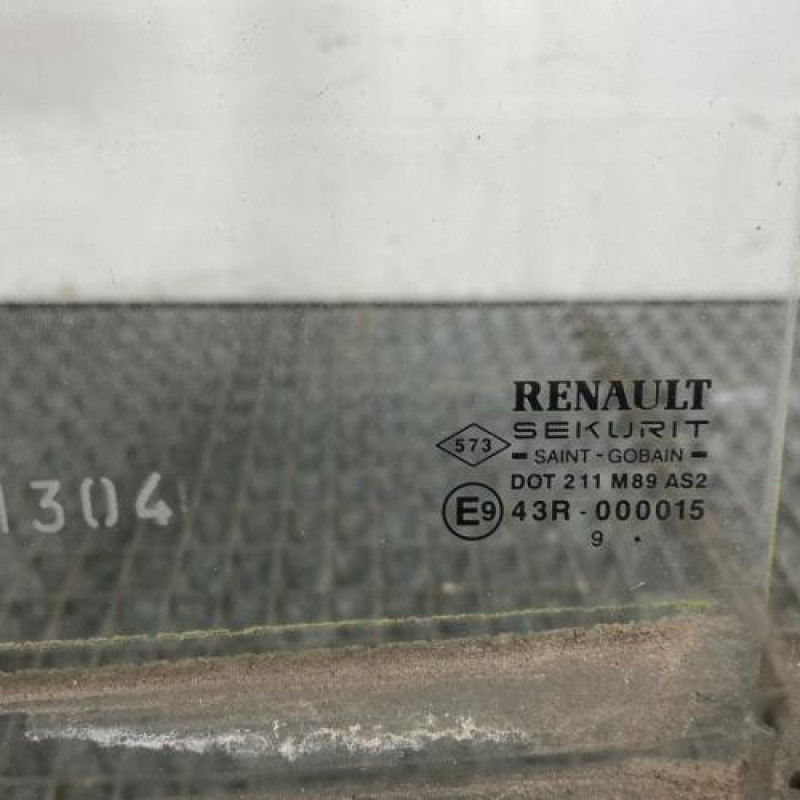 RENAULT
573
SEKURIT
SAINT - GOBAIN
DOT 211 M89 AS2
E9 43R - 000015
9 .
1304